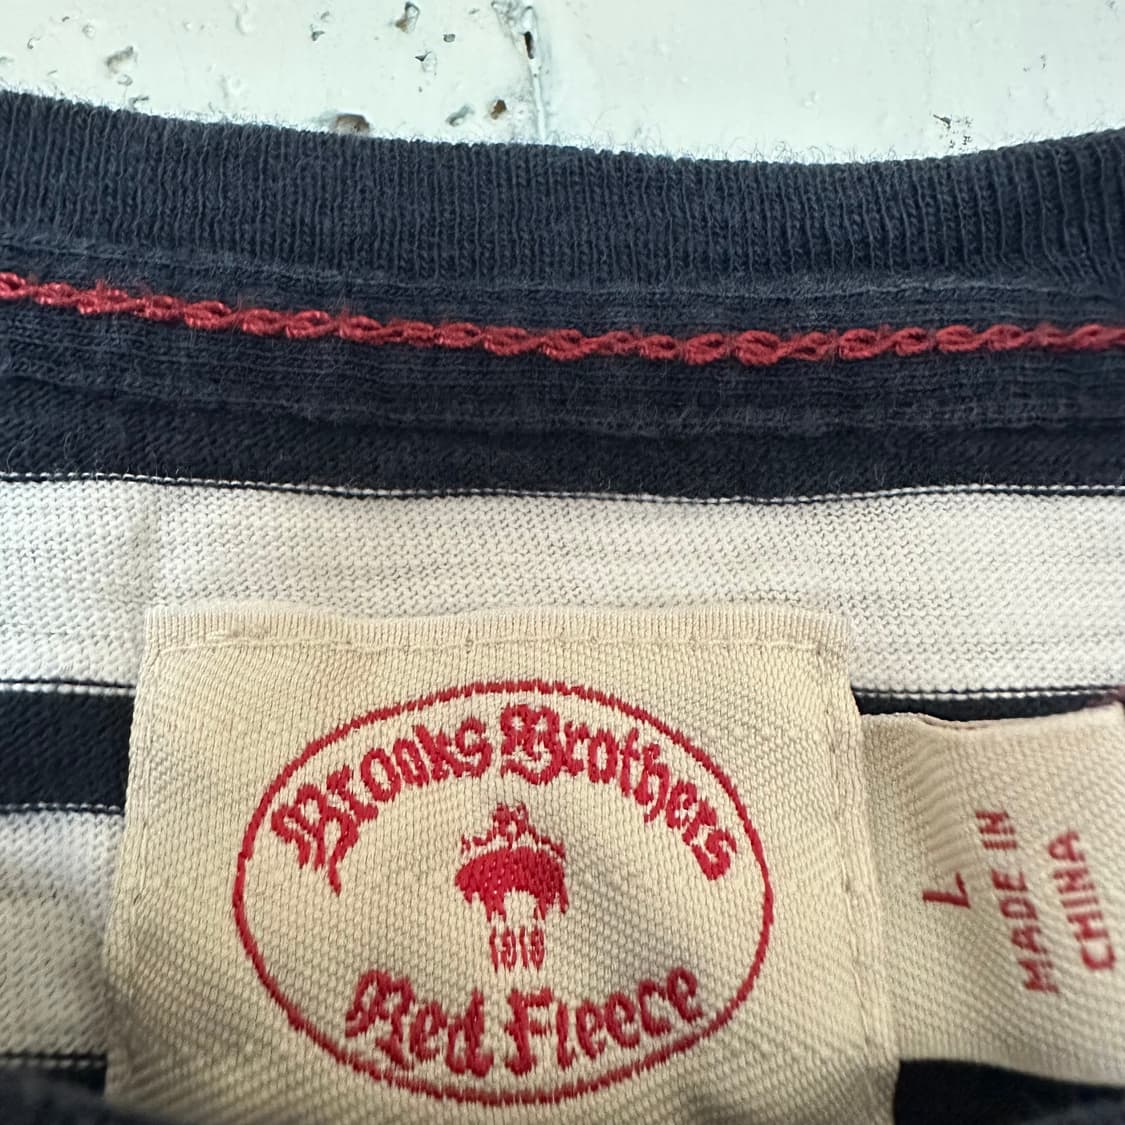 Brooks Brothers
1818
Red Fleece
L
MADE IN
CHINA